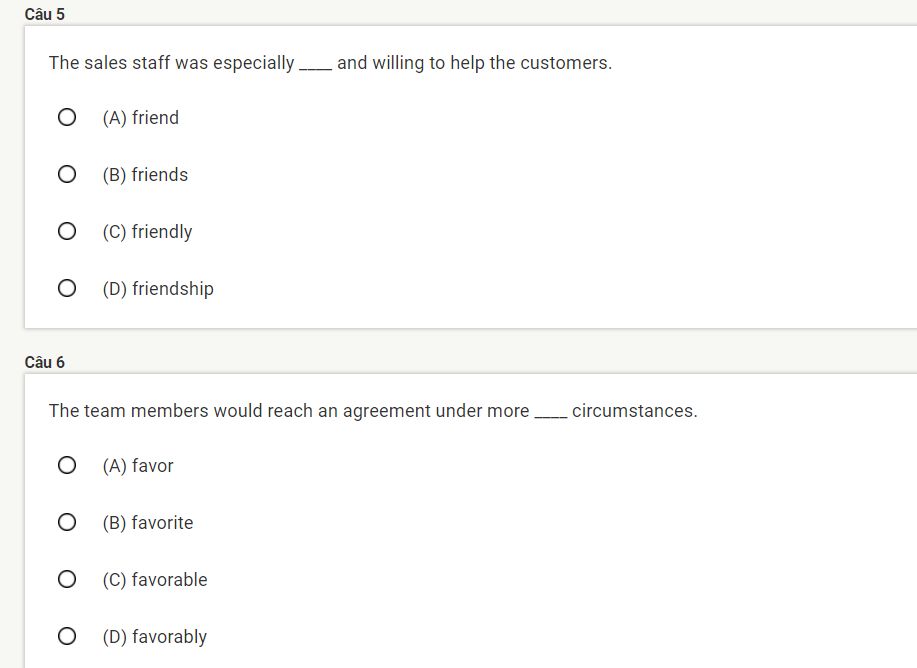 Câu 5
The sales staff was especially ____ and willing to help the customers.
(A) friend
(B) friends
(C) friendly
(D) friendship
Câu 6
The team members would reach an agreement under more ____ circumstances.
(A) favor
(B) favorite
(C) favorable
(D) favorably